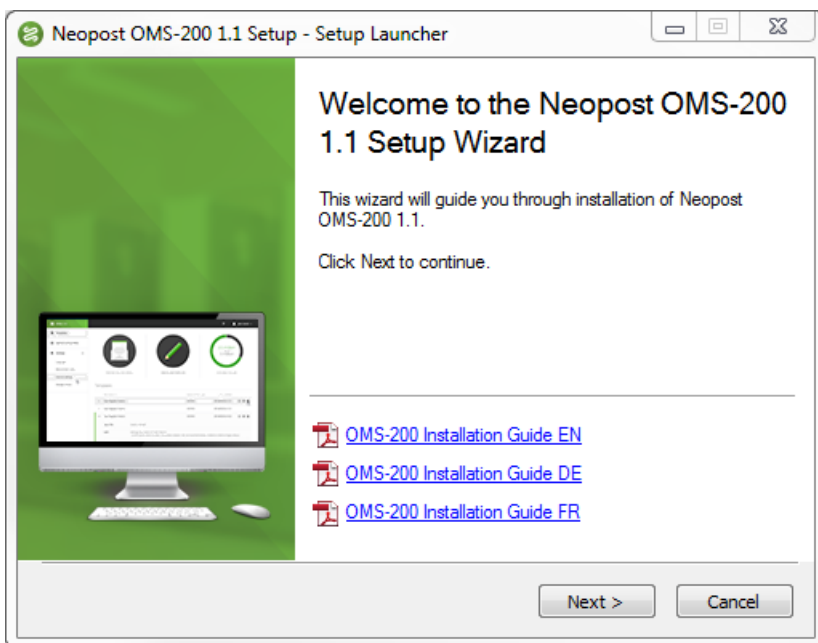 Neopost OMS-200 1.1 Setup - Setup Launcher
Welcome to the Neopost OMS-200
1.1 Setup Wizard
This wizard will guide you through installation of Neopost
OMS-200 1.1.
Click Next to continue.
OMS-200 Installation Guide EN
OMS-200 Installation Guide DE
OMS-200 Installation Guide FR
Next >
Cancel